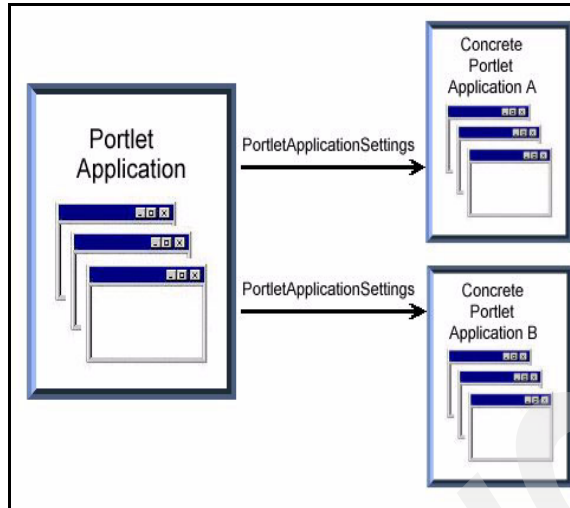 Portlet
Application
PortletApplicationSettings
Concrete
Portlet
Application A
PortletApplicationSettings
Concrete
Portlet
Application B